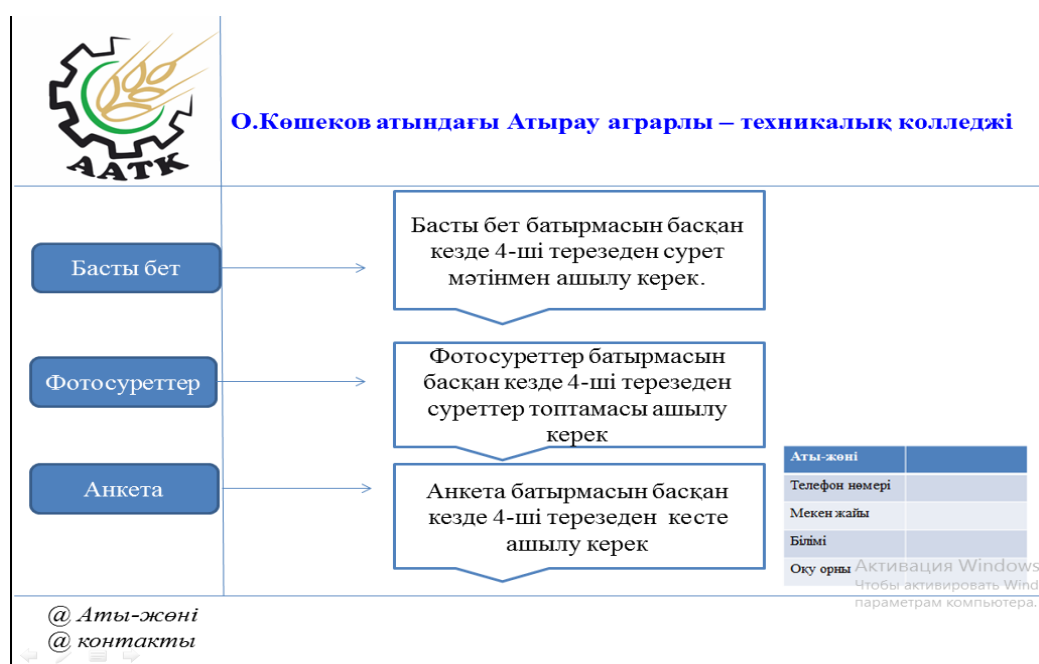 ААТК
О.Көшеков атындағы Атырау аграрлы – техникалық колледжі
Басты бет
Басты бет батырмасын басқан
кезде 4-ші терезеден сурет
мәтінмен ашылу керек.
Фотосуреттер
Фотосуреттер батырмасын
басқан кезде 4-ші терезеден
суреттер топтамасы ашылу
керек
Анкета
Анкета батырмасын басқан
кезде 4-ші терезеден кесте
ашылу керек
Аты-жөні
Телефон нөмері
Мекен жайы
Білімі
Оқу орны
Активация Windows
Чтобы активировать Wind
параметрам компьютера.
@ Аты-жөні
@ контакты